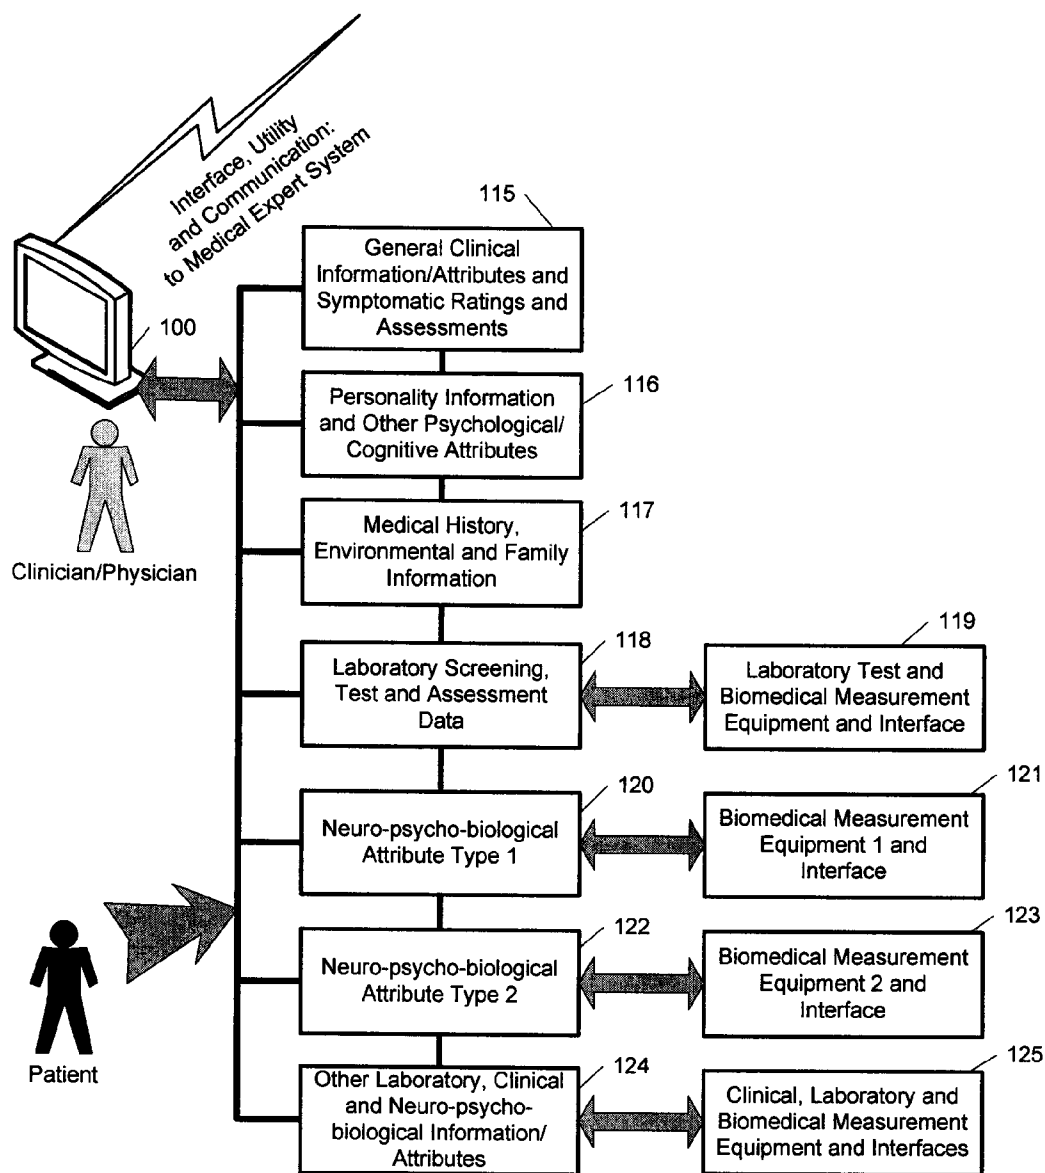 Interface, Utility
and Communication:
to Medical Expert System
100
115
General Clinical
Information/Attributes and
Symptomatic Ratings and
Assessments
116
Personality Information
and Other Psychological/
Cognitive Attributes
Clinician/Physician
117
Medical History,
Environmental and Family
Information
118
Laboratory Screening,
Test and Assessment
Data
119
Laboratory Test and
Biomedical Measurement
Equipment and Interface
120
Neuro-psycho-biological
Attribute Type 1
121
Biomedical Measurement
Equipment 1 and
Interface
Patient
122
Neuro-psycho-biological
Attribute Type 2
123
Biomedical Measurement
Equipment 2 and
Interface
124
Other Laboratory, Clinical
and Neuro-psycho-
biological Information/
Attributes
125
Clinical, Laboratory and
Biomedical Measurement
Equipment and Interfaces